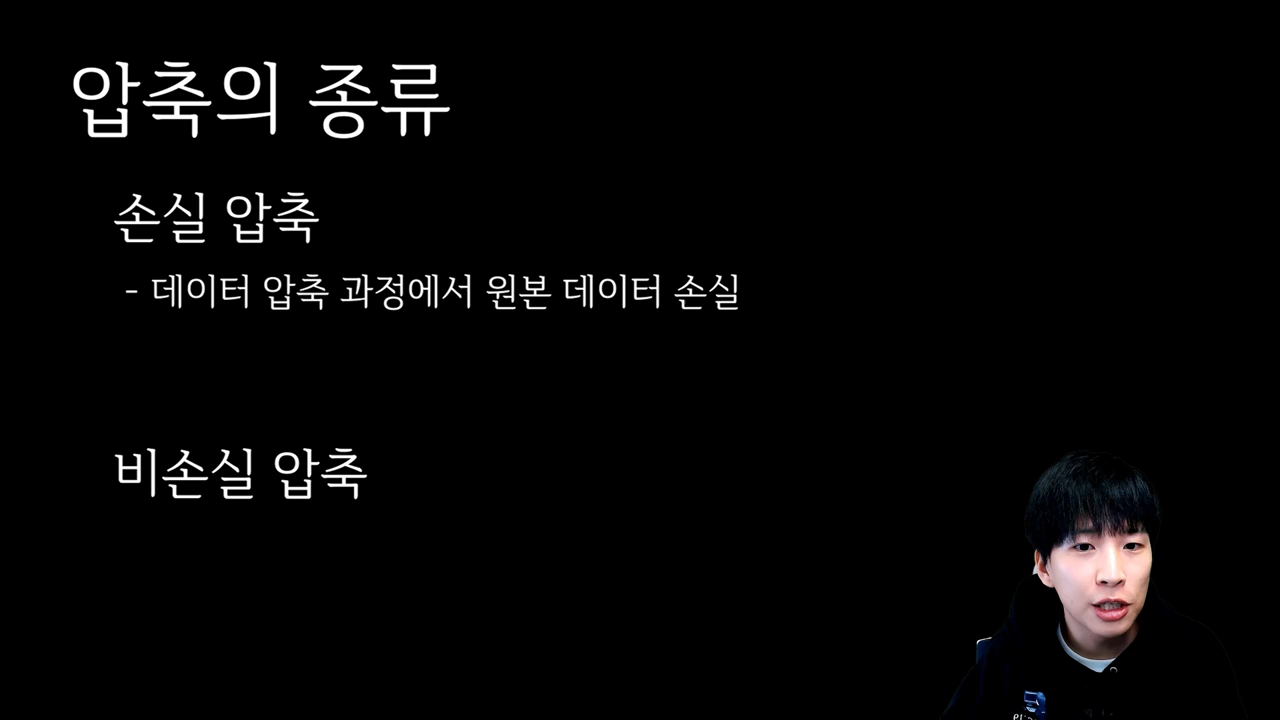 압축의 종류
손실 압축
- 데이터 압축 과정에서 원본 데이터 손실
비손실 압축